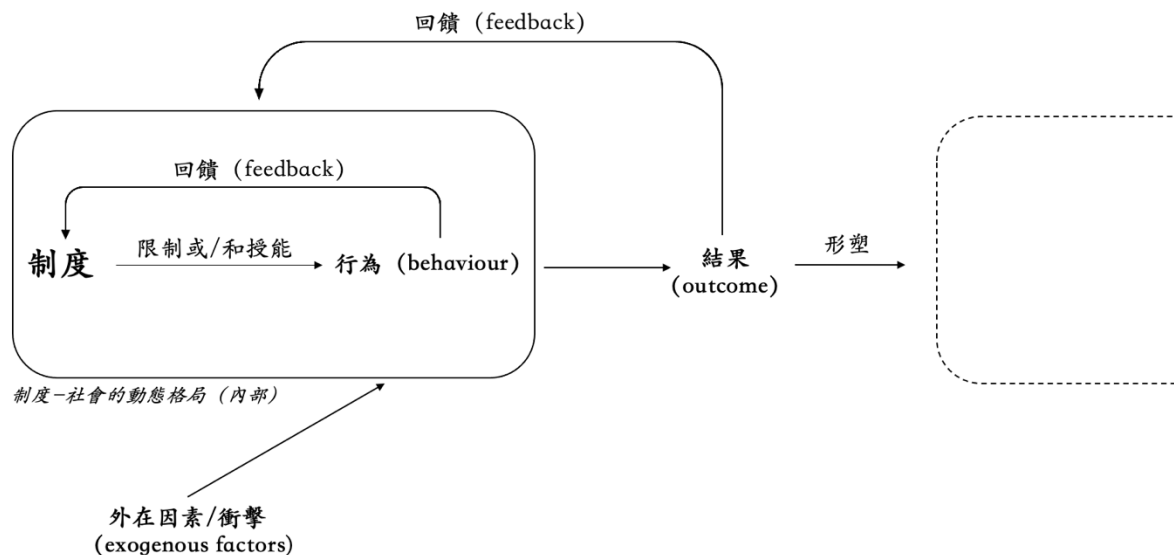 回饋 (feedback)
回饋 (feedback)
制度
限制或/和授能
行為 (behaviour)
結果
(outcome)
形塑
制度-社會的動態格局 (內部)
外在因素/衝擊
(exogenous factors)